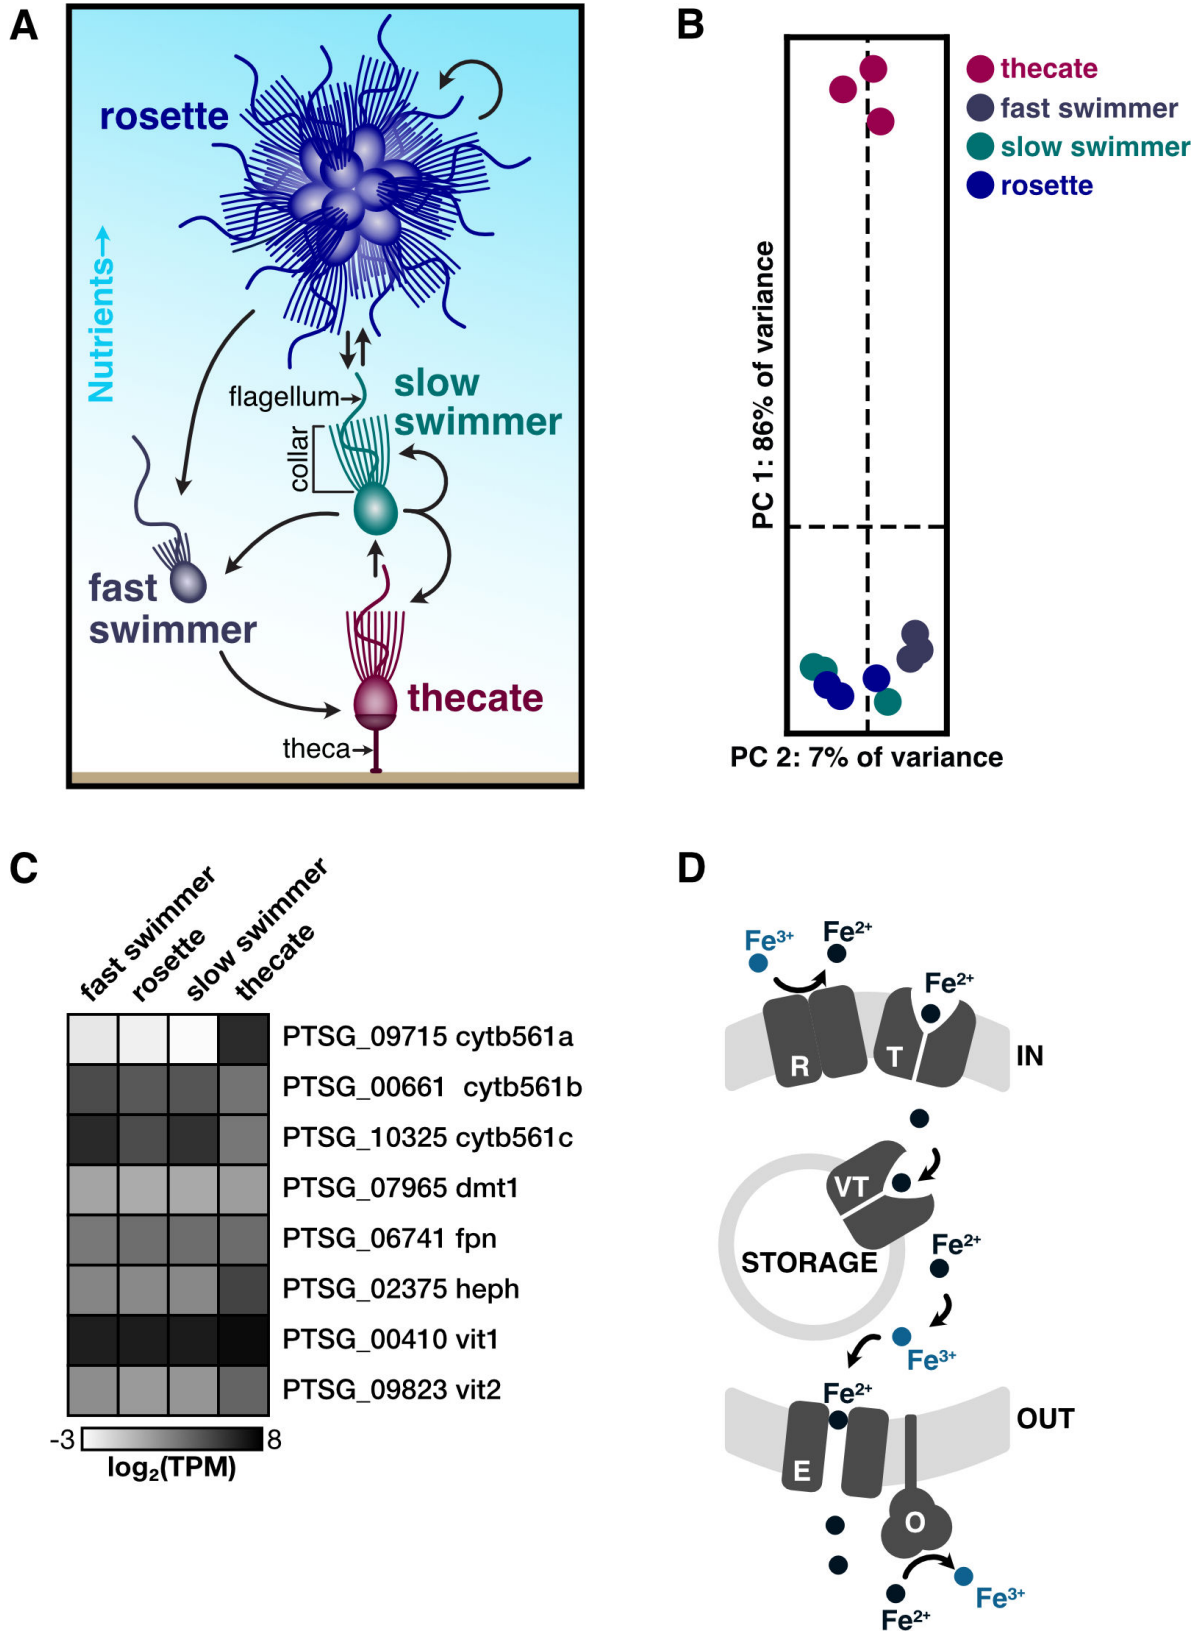 A
rosette
Nutrients→
flagellum
slow
swimmer
collar
fast
swimmer
thecate
theca
B
thecate
fast swimmer
slow swimmer
rosette
PC 1: 86% of variance
PC 2: 7% of variance
C
fast swimmer
rosette
slow swimmer
thecate
PTSG_09715 cytb561a
PTSG_00661 cytb561b
PTSG_10325 cytb561c
PTSG_07965 dmt1
PTSG_06741 fpn
PTSG_02375 heph
PTSG_00410 vit1
PTSG_09823 vit2
-3 8
log₂(TPM)
D
Fe³⁺ Fe²⁺
Fe²⁺
R T IN
VT
STORAGE
Fe²⁺
Fe³⁺
Fe²⁺
OUT
E
O
Fe³⁺
Fe²⁺